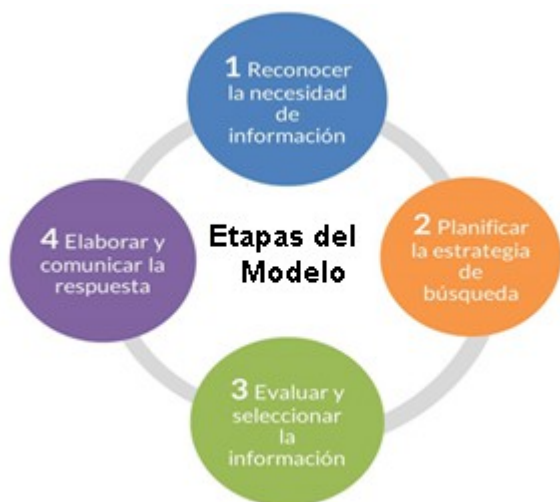 1 Reconocer
la necesidad
de
información
2 Planificar
la estrategia
de
búsqueda
3 Evaluar y
seleccionar
la
información
4 Elaborar y
comunicar la
respuesta
Etapas del
Modelo